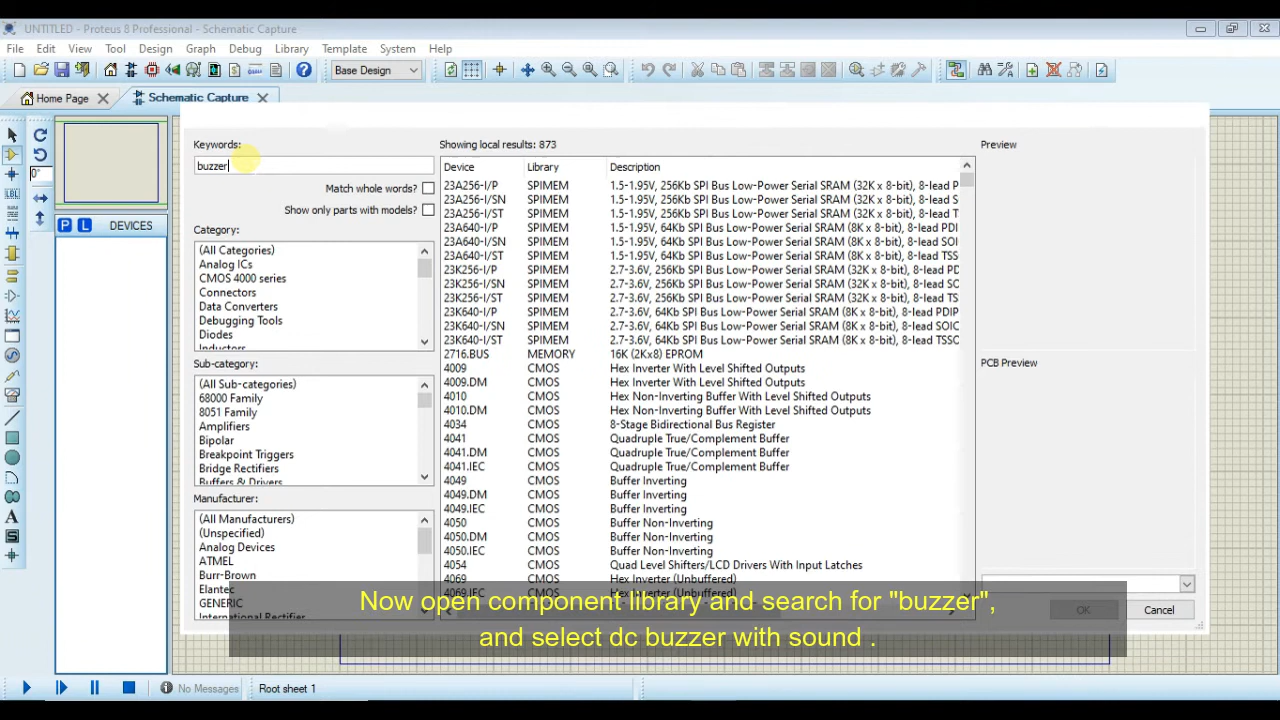 UNTITLED - Proteus 8 Professional - Schematic Capture
File Edit View Tool Design Graph Debug Library Template System Help
Base Design
Home Page Schematic Capture
Keywords:
buzzer
Match whole words?
Show only parts with models?
Category:
(All Categories)
Analog ICs
CMOS 4000 series
Connectors
Data Converters
Debugging Tools
Diodes
Inductors
Sub-category:
(All Sub-categories)
68000 Family
8051 Family
Amplifiers
Bipolar
Breakpoint Triggers
Bridge Rectifiers
Buffers & Drivers
Manufacturer:
(All Manufacturers)
(Unspecified)
Analog Devices
ATMEL
Burr-Brown
Elantec
GENERIC
International Rectifier
0°
LBL
P L DEVICES
Showing local results: 873
Device Library Description
23A256-I/P SPIMEM 1.5-1.95V, 256Kb SPI Bus Low-Power Serial SRAM (32K x 8-bit), 8-lead P
23A256-I/SN SPIMEM 1.5-1.95V, 256Kb SPI Bus Low-Power Serial SRAM (32K x 8-bit), 8-lead S
23A256-I/ST SPIMEM 1.5-1.95V, 256Kb SPI Bus Low-Power Serial SRAM (32K x 8-bit), 8-lead T
23A640-I/P SPIMEM 1.5-1.95V, 64Kb SPI Bus Low-Power Serial SRAM (8K x 8-bit), 8-lead PDI
23A640-I/SN SPIMEM 1.5-1.95V, 64Kb SPI Bus Low-Power Serial SRAM (8K x 8-bit), 8-lead SOI
23A640-I/ST SPIMEM 1.5-1.95V, 64Kb SPI Bus Low-Power Serial SRAM (8K x 8-bit), 8-lead TSS
23K256-I/P SPIMEM 2.7-3.6V, 256Kb SPI Bus Low-Power Serial SRAM (32K x 8-bit), 8-lead PD
23K256-I/SN SPIMEM 2.7-3.6V, 256Kb SPI Bus Low-Power Serial SRAM (32K x 8-bit), 8-lead SO
23K256-I/ST SPIMEM 2.7-3.6V, 256Kb SPI Bus Low-Power Serial SRAM (32K x 8-bit), 8-lead TS
23K640-I/P SPIMEM 2.7-3.6V, 64Kb SPI Bus Low-Power Serial SRAM (8K x 8-bit), 8-lead PDIP
23K640-I/SN SPIMEM 2.7-3.6V, 64Kb SPI Bus Low-Power Serial SRAM (8K x 8-bit), 8-lead SOIC
23K640-I/ST SPIMEM 2.7-3.6V, 64Kb SPI Bus Low-Power Serial SRAM (8K x 8-bit), 8-lead TSS
2716.BUS MEMORY 16K (2Kx8) EPROM
4009 CMOS Hex Inverter With Level Shifted Outputs
4009.DM CMOS Hex Inverter With Level Shifted Outputs
4010 CMOS Hex Non-Inverting Buffer With Level Shifted Outputs
4010.DM CMOS Hex Non-Inverting Buffer With Level Shifted Outputs
4034 CMOS 8-Stage Bidirectional Bus Register
4041 CMOS Quadruple True/Complement Buffer
4041.DM CMOS Quadruple True/Complement Buffer
4041.IEC CMOS Quadruple True/Complement Buffer
4049 CMOS Buffer Inverting
4049.DM CMOS Buffer Inverting
4049.IEC CMOS Buffer Inverting
4050 CMOS Buffer Non-Inverting
4050.DM CMOS Buffer Non-Inverting
4050.IEC CMOS Buffer Non-Inverting
4054 CMOS Quad Level Shifters/LCD Drivers With Input Latches
4069 CMOS Hex Inverter (Unbuffered)
4069.IEC CMOS Hex Inverter (Unbuffered)
Preview
PCB Preview
OK Cancel
Now open component library and search for "buzzer",
and select dc buzzer with sound .
No Messages Root sheet 1